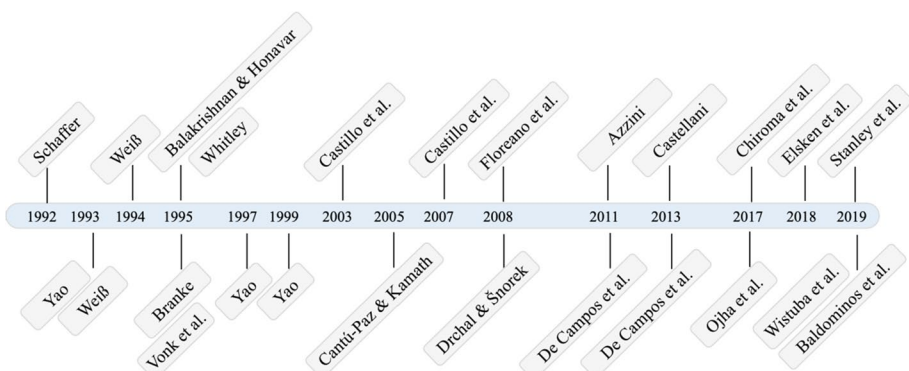 Schaffer
Weiß
Balakrishnan & Honavar
Whitley
Castillo et al.
Castillo et al.
Floreano et al.
Azzini
Castellani
Chiroma et al.
Elsken et al.
Stanley et al.
1992 1993 1994 1995 1997 1999 2003 2005 2007 2008 2011 2013 2017 2018 2019
Yao
Weiß
Branke
Vonk et al.
Yao
Yao
Cantú-Paz & Kamath
Drchal & Šnorek
De Campos et al.
De Campos et al.
Ojha et al.
Wistuba et al.
Baldominos et al.